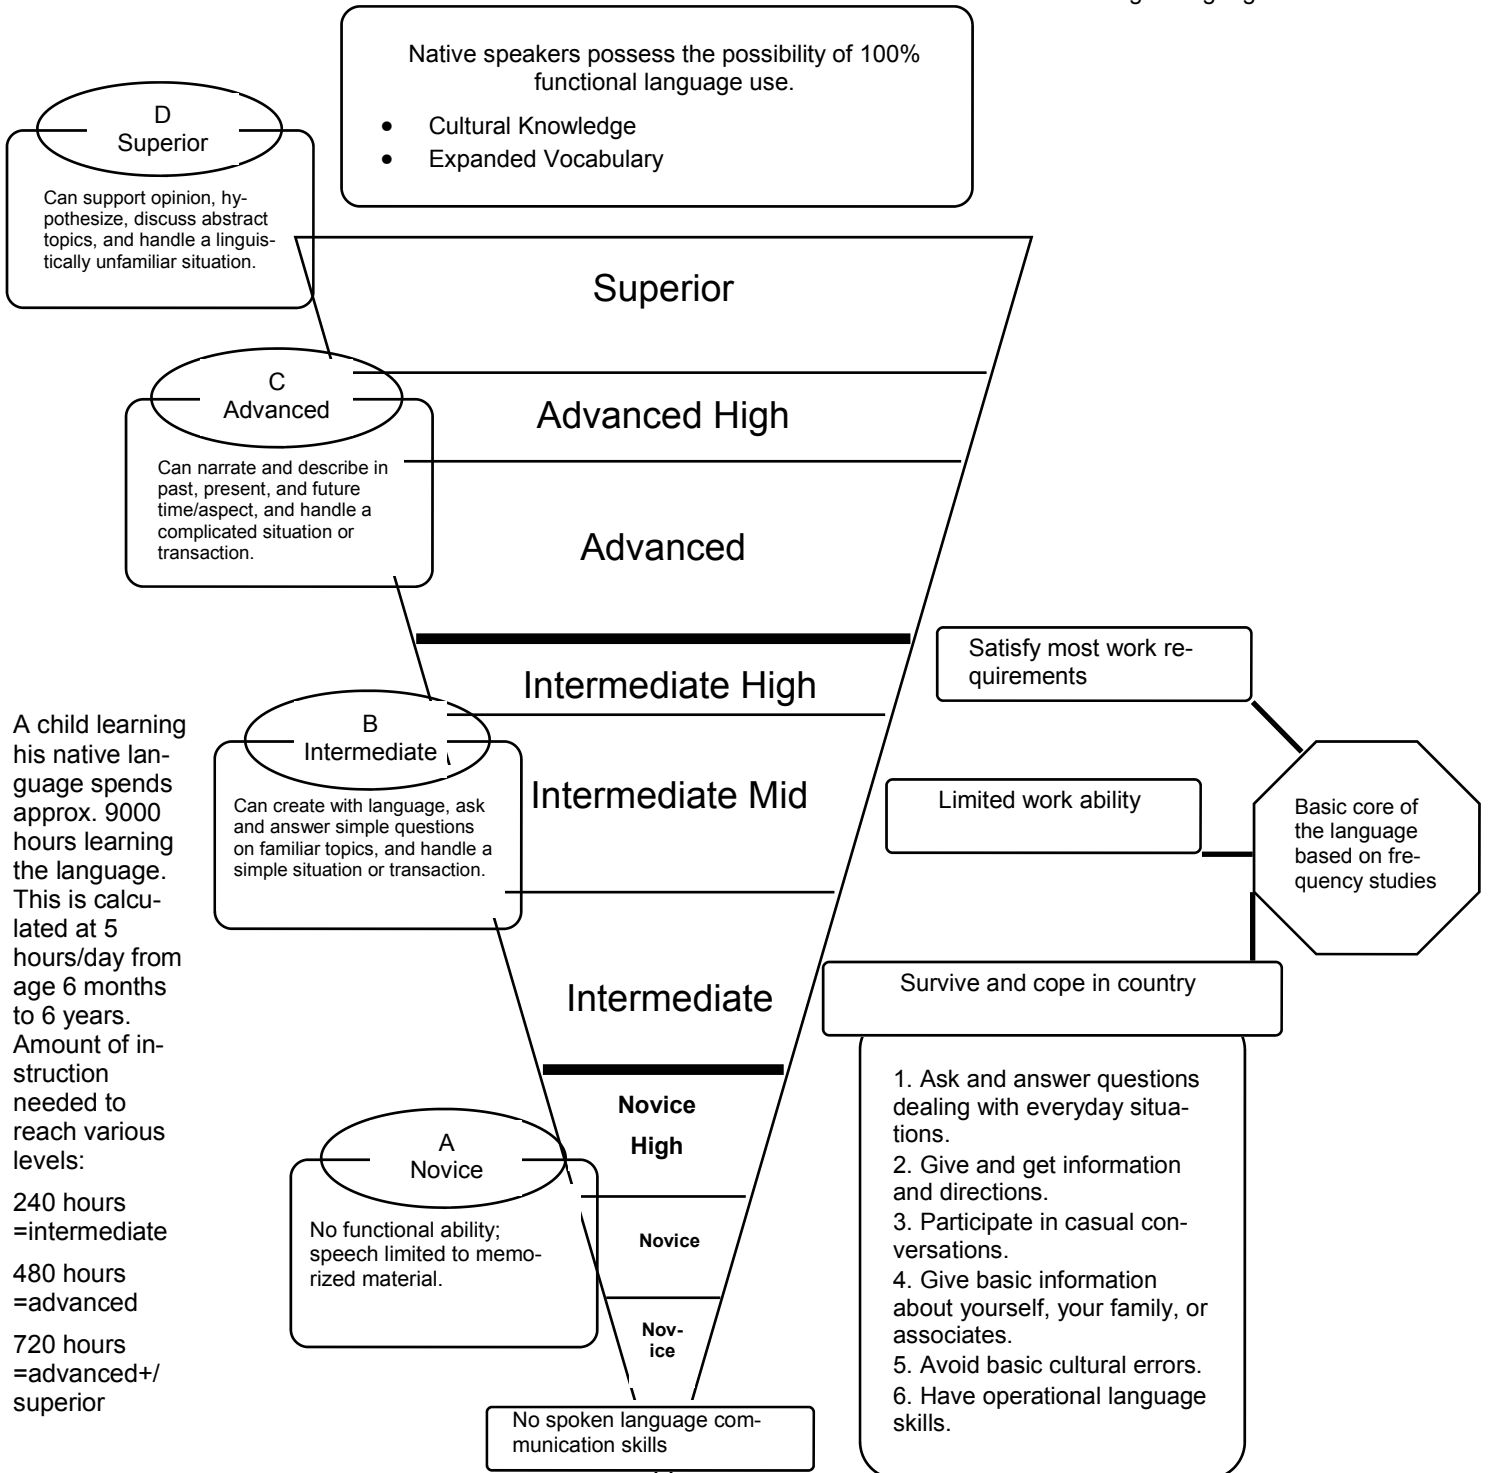 Native speakers possess the possibility of 100%
functional language use.
• Cultural Knowledge
• Expanded Vocabulary
D
Superior
Can support opinion, hy-
pothesize, discuss abstract
topics, and handle a linguis-
tically unfamiliar situation.
Superior
C
Advanced
Can narrate and describe in
past, present, and future
time/aspect, and handle a
complicated situation or
transaction.
Advanced High
Advanced
Intermediate High
B
Intermediate
Can create with language, ask
and answer simple questions
on familiar topics, and handle a
simple situation or transaction.
Intermediate Mid
Intermediate
Satisfy most work re-
quirements
Limited work ability
Basic core of
the language
based on fre-
quency studies
Survive and cope in country
1. Ask and answer questions
dealing with everyday situa-
tions.
2. Give and get information
and directions.
3. Participate in casual con-
versations.
4. Give basic information
about yourself, your family, or
associates.
5. Avoid basic cultural errors.
6. Have operational language
skills.
A child learning
his native lan-
guage spends
approx. 9000
hours learning
the language.
This is calcu-
lated at 5
hours/day from
age 6 months
to 6 years.
Amount of in-
struction
needed to
reach various
levels:
240 hours
=intermediate
480 hours
=advanced
720 hours
=advanced+/
superior
A
Novice
No functional ability;
speech limited to memo-
rized material.
Novice
High
Novice
Nov-
ice
No spoken language com-
munication skills